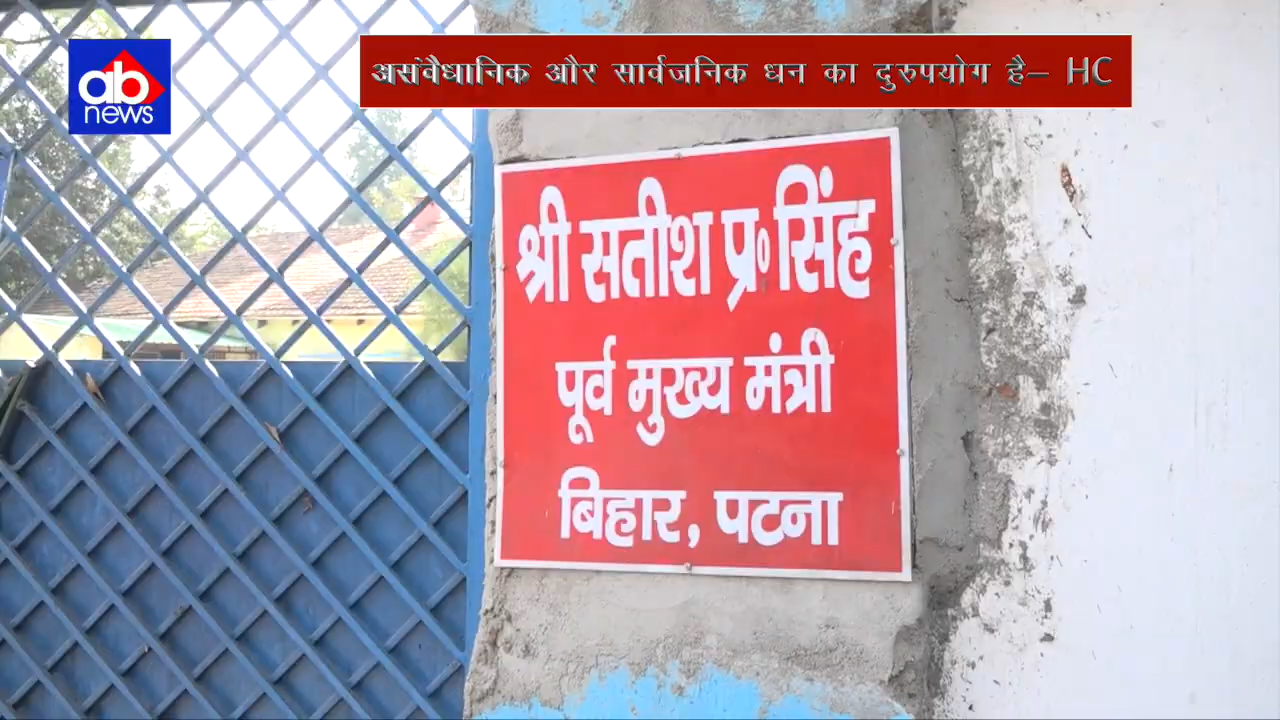 ab
news
असंवैधानिक और सार्वजनिक धन का दुरुपयोग है– HC
श्री सतीश प्र० सिंह
पूर्व मुख्य मंत्री
बिहार, पटना